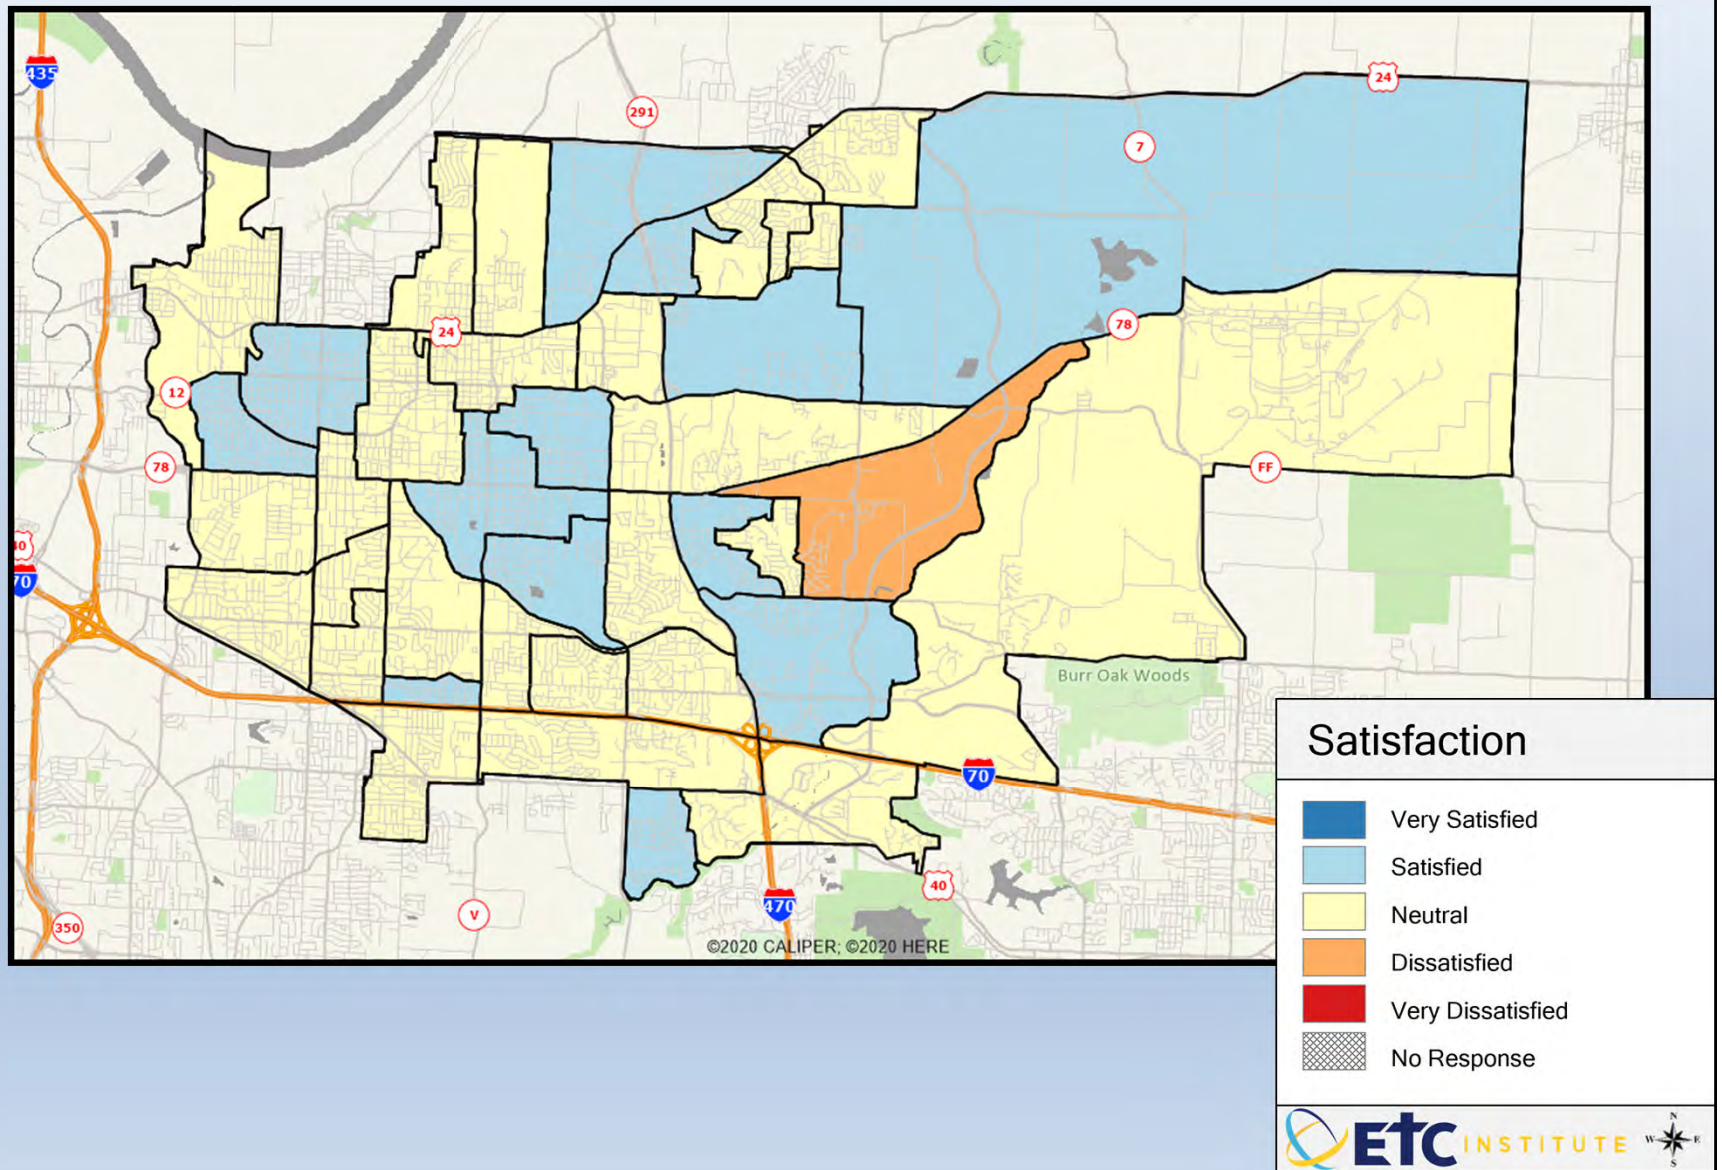 24
435
291
7
24
78
12
78
FF
40
70
Burr Oak Woods
70
40
470
V
350
©2020 CALIPER; ©2020 HERE
Satisfaction
Very Satisfied
Satisfied
Neutral
Dissatisfied
Very Dissatisfied
No Response
ETC INSTITUTE
N
W E
S